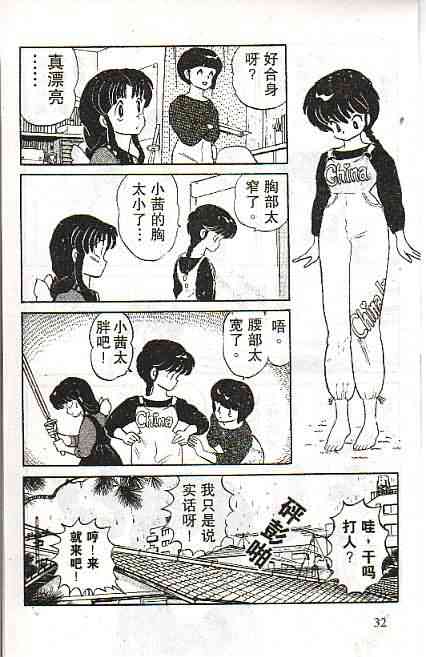 好合身
呀？
真漂亮
……
China
China
胸部太
窄了。
小茜的胸
太小了…
唔。
腰部太
宽了。
小茜太
胖吧！
China
哇，干吗
打人？
砰彭啪
我只是说
实话呀！
哼！来
就来吧！
32